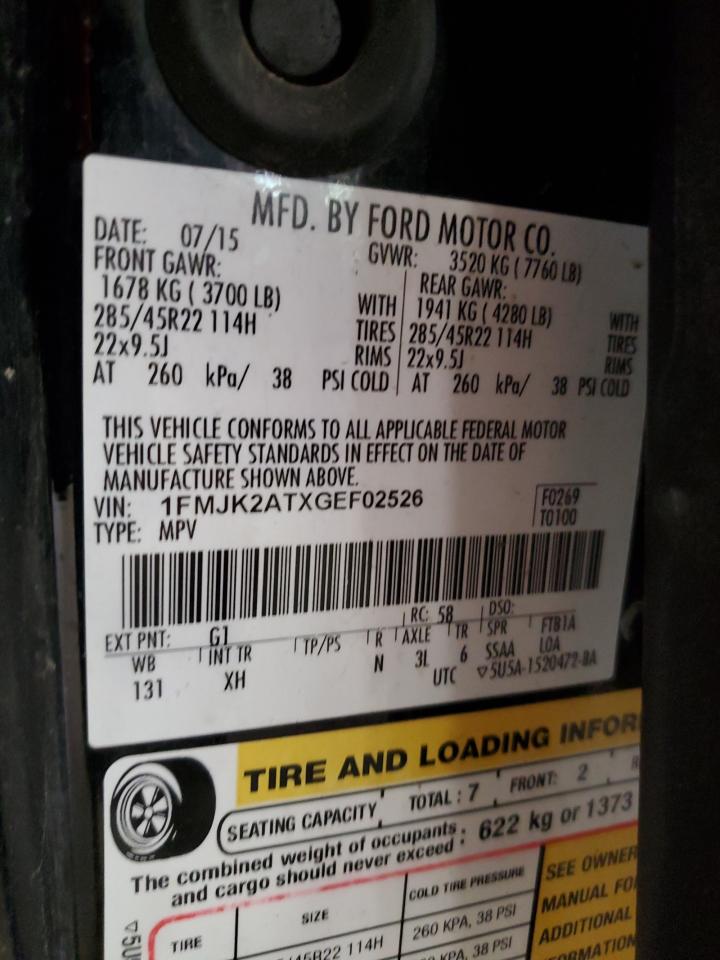 MFD. BY FORD MOTOR CO.
DATE: 07/15
GVWR: 3520 KG ( 7760 LB)
FRONT GAWR:
1678 KG ( 3700 LB) WITH
285/45R22 114H TIRES
22x9.5J RIMS
AT 260 kPa/ 38 PSI COLD
REAR GAWR:
1941 KG ( 4280 LB) WITH
285/45R22 114H TIRES
22x9.5J RIMS
AT 260 kPa/ 38 PSI COLD
THIS VEHICLE CONFORMS TO ALL APPLICABLE FEDERAL MOTOR
VEHICLE SAFETY STANDARDS IN EFFECT ON THE DATE OF
MANUFACTURE SHOWN ABOVE.
VIN: 1FMJK2ATXGEF02526
TYPE: MPV
F0269
T0100
EXT PNT: G1 RC: 58 DSO:
WB INT TR TP/PS R AXLE TR SPR FTB1A
131 XH N 3L 6 SSAA LOA
UTC ▽5U5A-1520472-BA
TIRE AND LOADING INFOR
SEATING CAPACITY TOTAL : 7 FRONT: 2 R
The combined weight of occupants
and cargo should never exceed : 622 kg or 1373
TIRE SIZE COLD TIRE PRESSURE
/45R22 114H 260 KPA, 38 PSI
KPA, 38 PSI
SEE OWNER
MANUAL FO
ADDITIONAL
ORMATION
▽5U